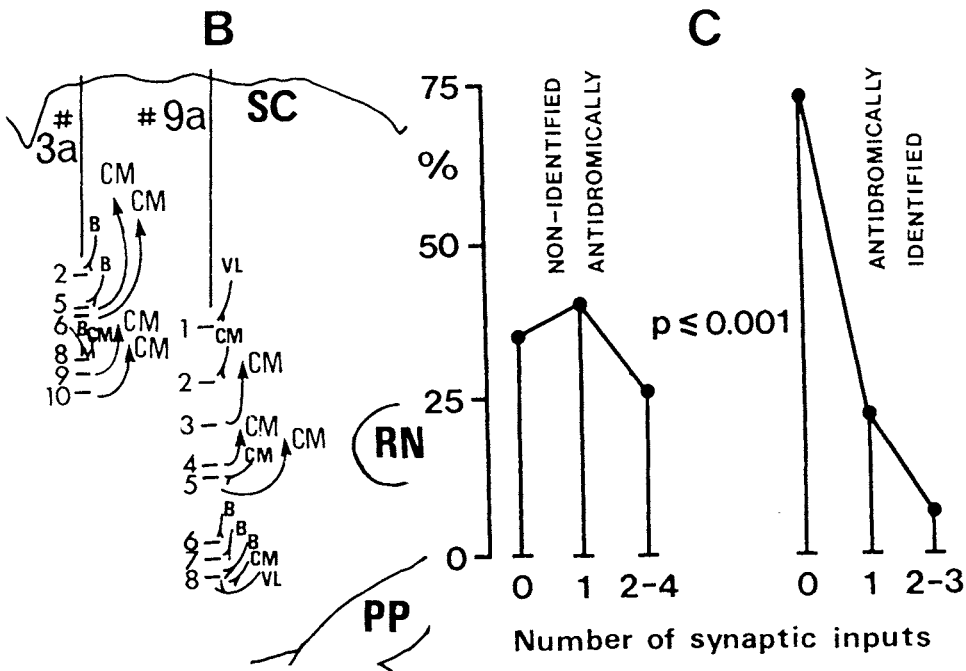 B
C
#
3a
# 9a
SC
CM
CM
B
2
B
5
6
B
CM
CM
8
CM
9
10
VL
1
CM
2
CM
3
CM
4
CM
CM
5
RN
B
6
B
7
B
CM
8
VL
PP
75
%
50
25
0
NON-IDENTIFIED
ANTIDROMICALLY
p ≤ 0.001
ANTIDROMICALLY
IDENTIFIED
0 1 2-4
0 1 2-3
Number of synaptic inputs